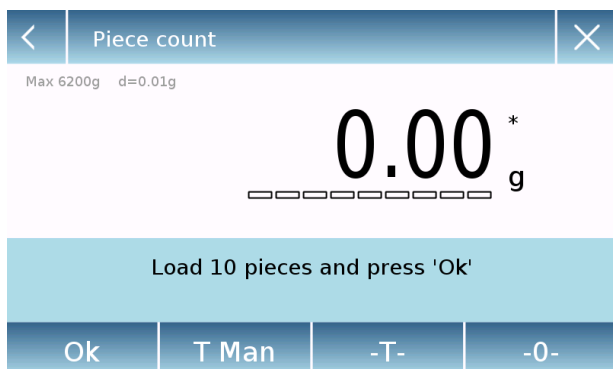 Piece count
Max 6200g d=0.01g
0.00 * g
Load 10 pieces and press 'Ok'
Ok T Man -T- -0-